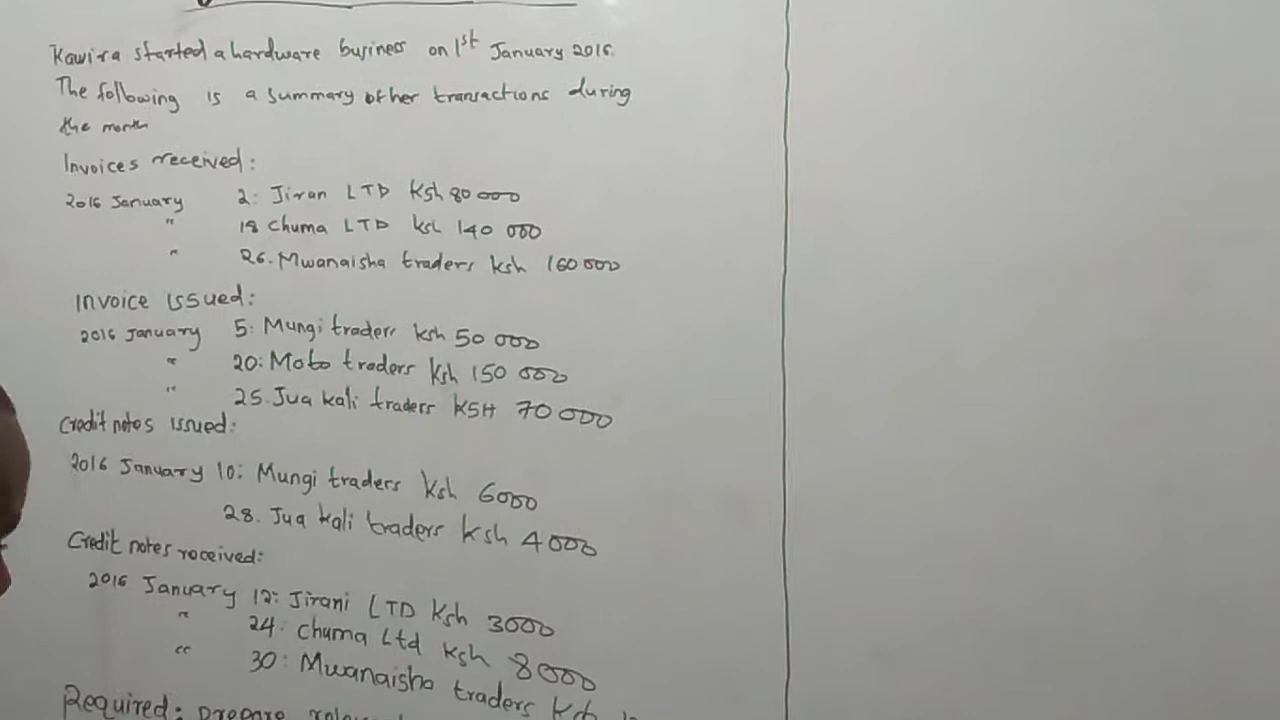 Kawira started a hardware business on 1st January 2016.
The following is a summary of her transactions during
the month
Invoices received:
2016 January 2: Jiran LTD Ksh 80 000
" 18 Chuma LTD ksh 140 000
" 26. Mwanaisha traders ksh 160 000
Invoice issued:
2016 January 5: Mungi traders ksh 50 000
" 20: Moto traders Ksh 150 000
" 25. Jua kali traders KSH 70 000
Credit notes issued:
2016 January 10: Mungi traders Ksh 6000
28. Jua kali traders ksh 4000
Credit notes received:
2016 January 12: Jirani LTD Ksh 3000
" 24: Chuma Ltd ksh 8000
" 30: Mwanaisha traders
Required: prepare